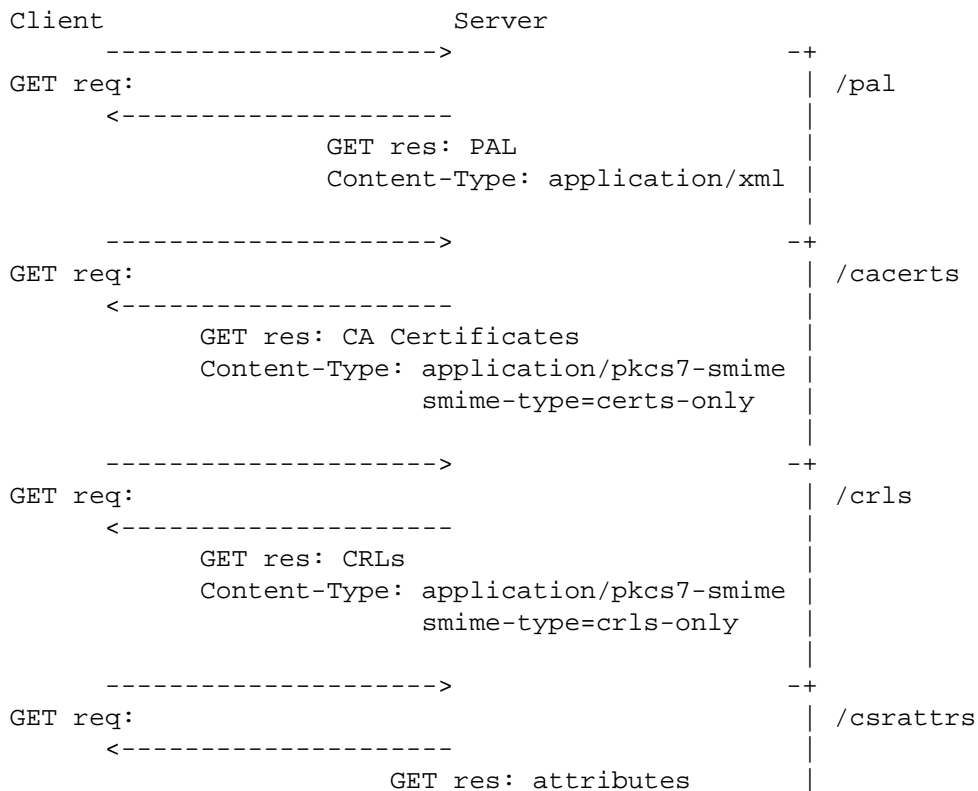 Client                      Server
      --------------------->                     -+
GET req:                                          | /pal
      <---------------------                      |
                    GET res: PAL                  |
                    Content-Type: application/xml |
                                                  |
      --------------------->                     -+
GET req:                                          | /cacerts
      <---------------------                      |
            GET res: CA Certificates              |
            Content-Type: application/pkcs7-smime |
                          smime-type=certs-only   |
                                                  |
      --------------------->                     -+
GET req:                                          | /crls
      <---------------------                      |
            GET res: CRLs                         |
            Content-Type: application/pkcs7-smime |
                          smime-type=crls-only    |
                                                  |
      --------------------->                     -+
GET req:                                          | /csrattrs
      <---------------------                      |
                        GET res: attributes       |